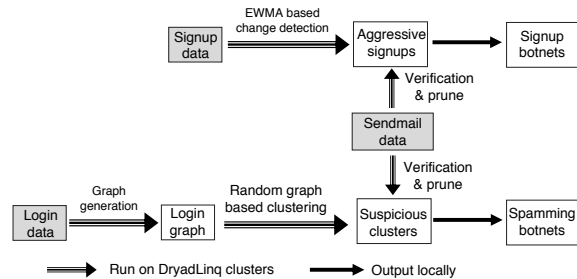 EWMA based
change detection
Signup
data
Aggressive
signups
Signup
botnets
Verification
& prune
Sendmail
data
Verification
& prune
Graph
generation
Random graph
based clustering
Login
data
Login
graph
Suspicious
clusters
Spamming
botnets
Run on DryadLinq clusters
Output locally